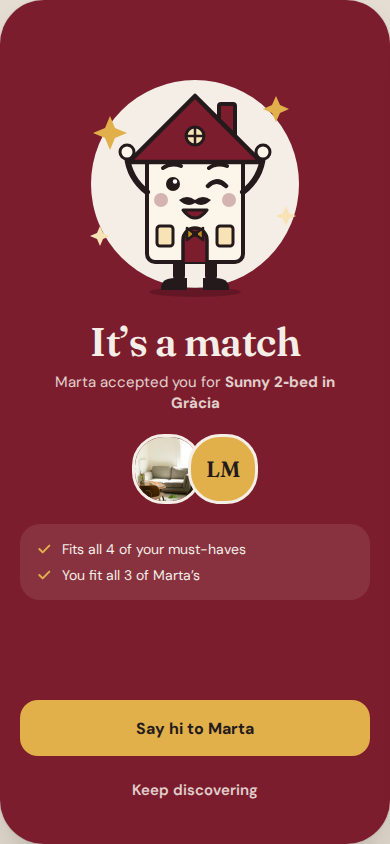 It’s a match
Marta accepted you for Sunny 2-bed in
Gràcia
LM
Fits all 4 of your must-haves
You fit all 3 of Marta’s
Say hi to Marta
Keep discovering